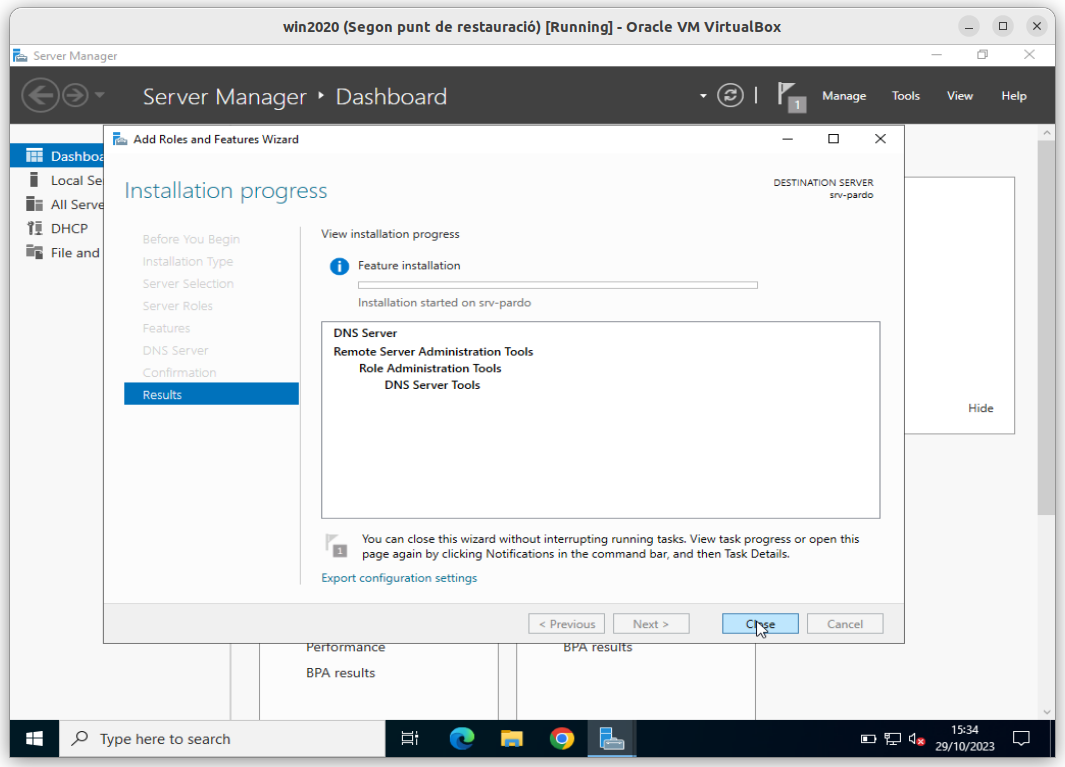 win2020 (Segon punt de restauració) [Running] - Oracle VM VirtualBox
Server Manager
Server Manager ‣ Dashboard
1
Manage
Tools
View
Help
Add Roles and Features Wizard
Dashboa
Local Se
All Serve
DHCP
File and
Installation progress
DESTINATION SERVER
srv-pardo
Before You Begin
Installation Type
Server Selection
Server Roles
Features
DNS Server
Confirmation
Results
View installation progress
Feature installation
Installation started on srv-pardo
DNS Server
Remote Server Administration Tools
Role Administration Tools
DNS Server Tools
Hide
1
You can close this wizard without interrupting running tasks. View task progress or open this
page again by clicking Notifications in the command bar, and then Task Details.
Export configuration settings
< Previous
Next >
Close
Cancel
Performance
BPA results
BPA results
Type here to search
15:34
29/10/2023